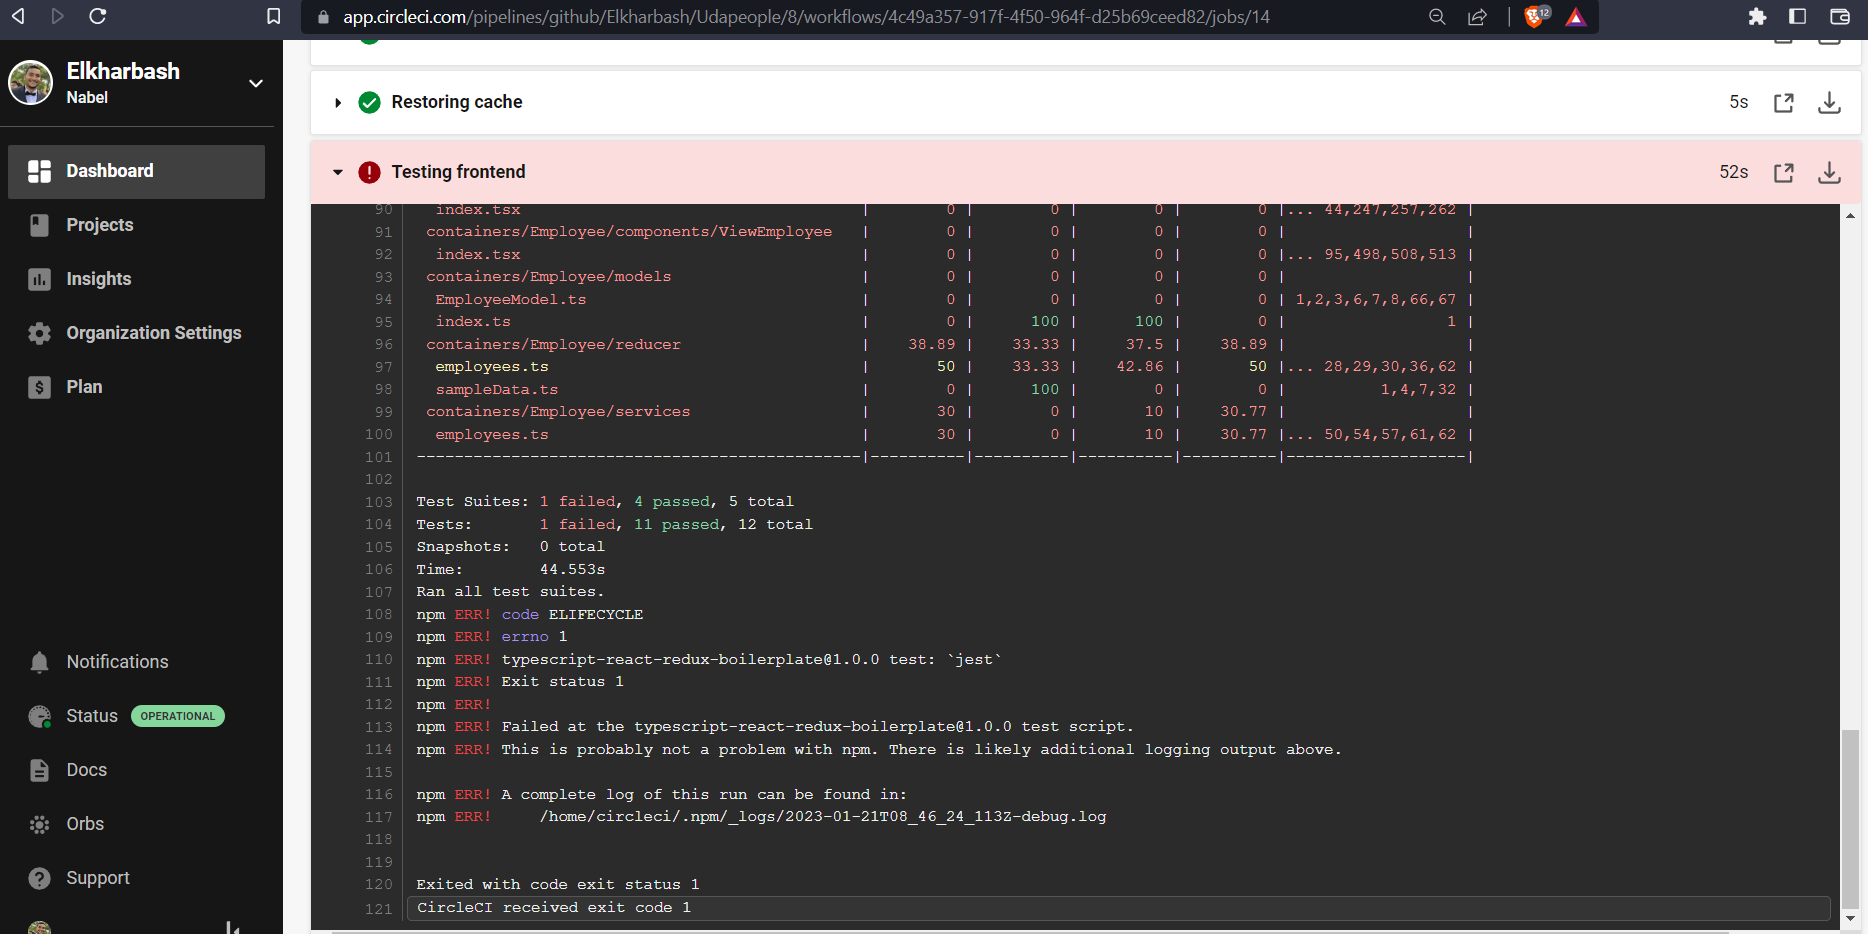 app.circleci.com/pipelines/github/Elkharbash/Udapeople/8/workflows/4c49a357-917f-4f50-964f-d25b69ceed82/jobs/14
12
Elkharbash
Nabel
Dashboard
Projects
Insights
Organization Settings
Plan
Notifications
Status OPERATIONAL
Docs
Orbs
Support
Restoring cache 5s
Testing frontend 52s
90 index.tsx | 0 | 0 | 0 | 0 |... 44,247,257,262 |
91 containers/Employee/components/ViewEmployee | 0 | 0 | 0 | 0 | |
92 index.tsx | 0 | 0 | 0 | 0 |... 95,498,508,513 |
93 containers/Employee/models | 0 | 0 | 0 | 0 | |
94 EmployeeModel.ts | 0 | 0 | 0 | 0 | 1,2,3,6,7,8,66,67 |
95 index.ts | 0 | 100 | 100 | 0 | 1 |
96 containers/Employee/reducer | 38.89 | 33.33 | 37.5 | 38.89 | |
97 employees.ts | 50 | 33.33 | 42.86 | 50 |... 28,29,30,36,62 |
98 sampleData.ts | 0 | 100 | 0 | 0 | 1,4,7,32 |
99 containers/Employee/services | 30 | 0 | 10 | 30.77 | |
100 employees.ts | 30 | 0 | 10 | 30.77 |... 50,54,57,61,62 |
101 -----------------------------------------------|----------|----------|----------|----------|-------------------|
102
103 Test Suites: 1 failed, 4 passed, 5 total
104 Tests: 1 failed, 11 passed, 12 total
105 Snapshots: 0 total
106 Time: 44.553s
107 Ran all test suites.
108 npm ERR! code ELIFECYCLE
109 npm ERR! errno 1
110 npm ERR! typescript-react-redux-boilerplate@1.0.0 test: `jest`
111 npm ERR! Exit status 1
112 npm ERR!
113 npm ERR! Failed at the typescript-react-redux-boilerplate@1.0.0 test script.
114 npm ERR! This is probably not a problem with npm. There is likely additional logging output above.
115
116 npm ERR! A complete log of this run can be found in:
117 npm ERR! /home/circleci/.npm/_logs/2023-01-21T08_46_24_113Z-debug.log
118
119
120 Exited with code exit status 1
121 CircleCI received exit code 1